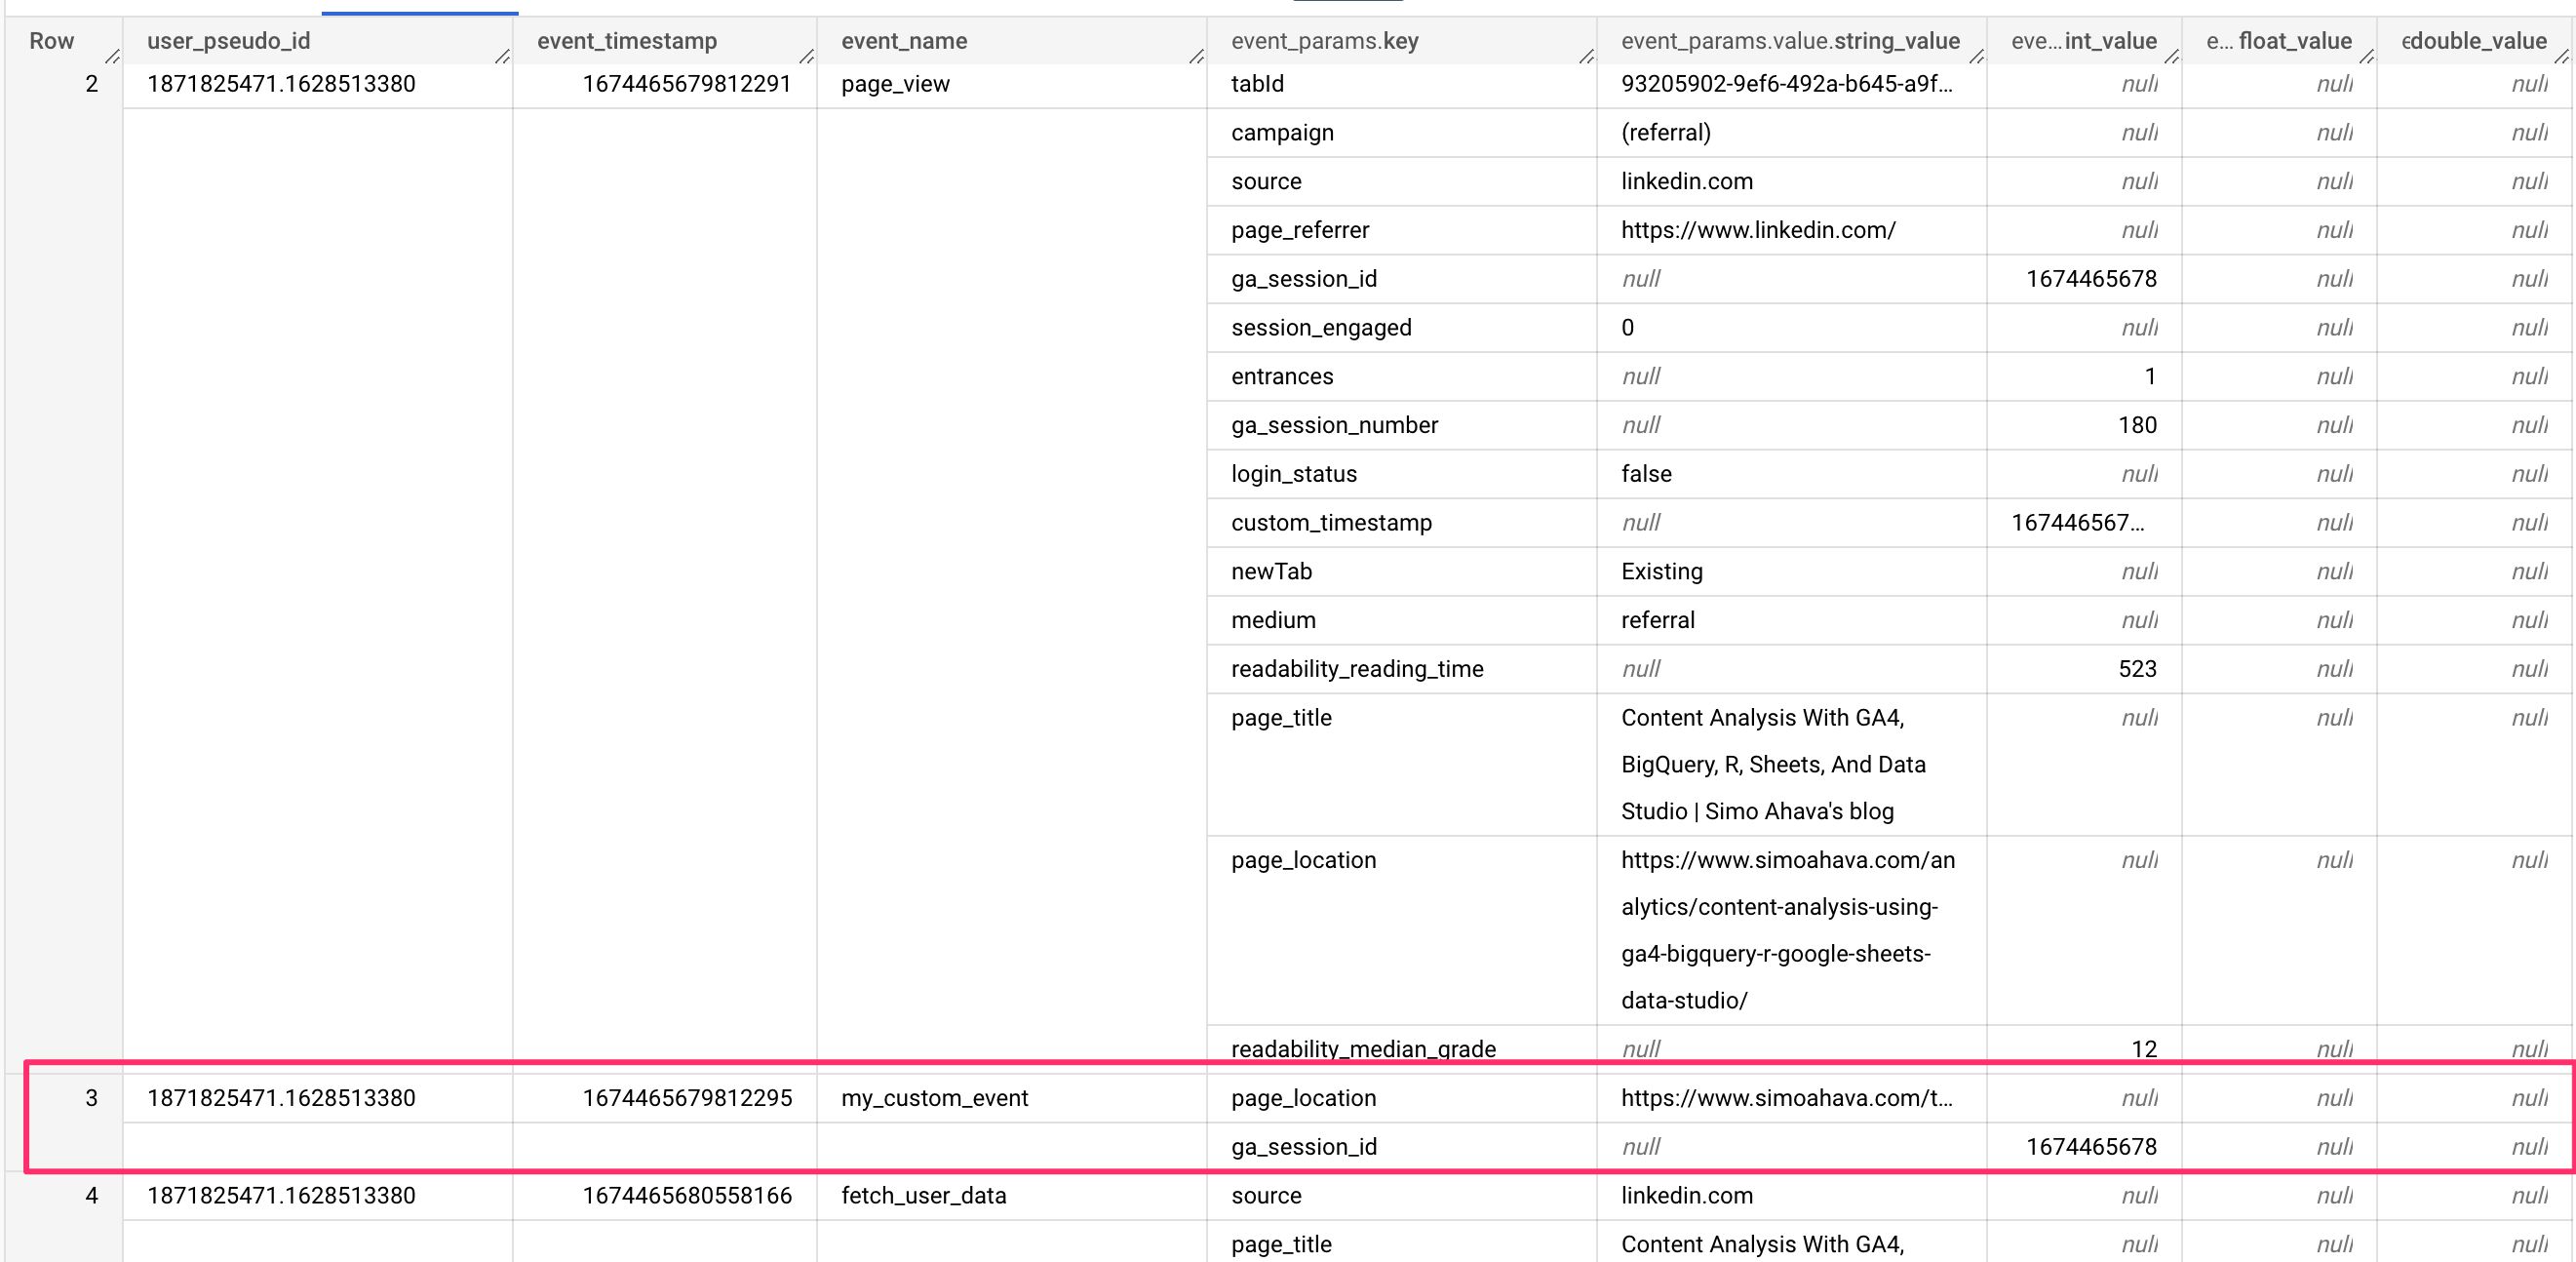 Row user_pseudo_id event_timestamp event_name event_params.key event_params.value.string_value eve...int_value e... float_value double_value
2 1871825471.1628513380 1674465679812291 page_view tabId 93205902-9ef6-492a-b645-a9f... null null null
campaign (referral) null null null
source linkedin.com null null null
page_referrer https://www.linkedin.com/ null null null
ga_session_id null 1674465678 null null
session_engaged 0 null null null
entrances null 1 null null
ga_session_number null 180 null null
login_status false null null null
custom_timestamp null 167446567... null null
newTab Existing null null null
medium referral null null null
readability_reading_time null 523 null null
page_title Content Analysis With GA4, null null null
BigQuery, R, Sheets, And Data
Studio | Simo Ahava's blog
page_location https://www.simoahava.com/an null null null
alytics/content-analysis-using-
ga4-bigquery-r-google-sheets-
data-studio/
readability_median_grade null 12 null null
3 1871825471.1628513380 1674465679812295 my_custom_event page_location https://www.simoahava.com/t... null null null
ga_session_id null 1674465678 null null
4 1871825471.1628513380 1674465680558166 fetch_user_data source linkedin.com null null null
page_title Content Analysis With GA4, null null null